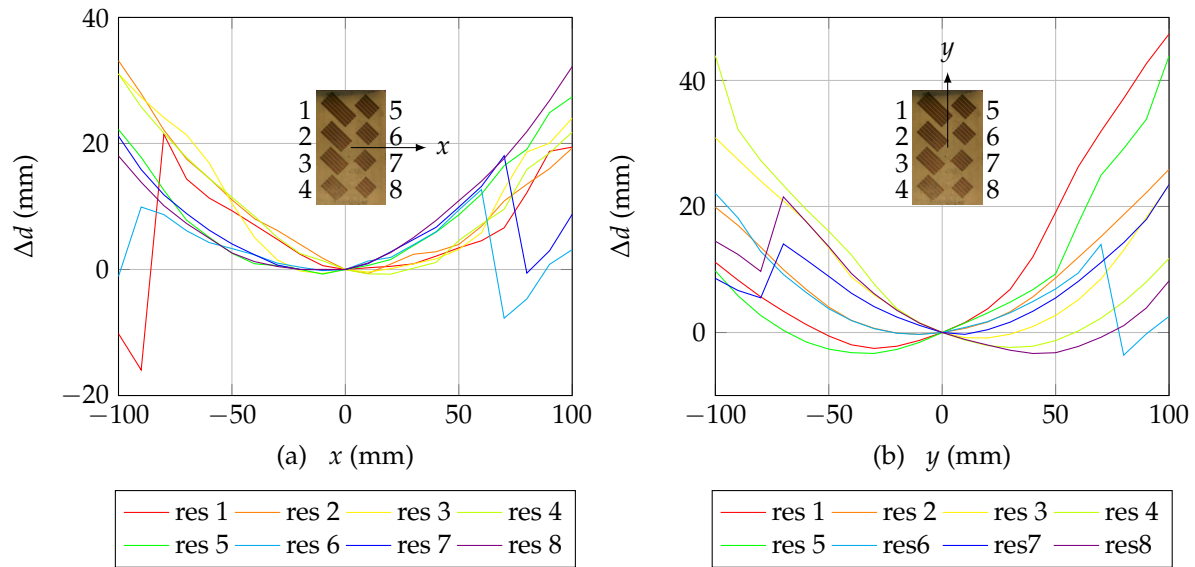 40
20
0
−20
Δd (mm)
1 5
2 6
3 7
4 8
x
−100 −50 0 50 100
(a) x (mm)
res 1 res 2 res 3 res 4
res 5 res 6 res 7 res 8
40
20
0
Δd (mm)
y
1 5
2 6
3 7
4 8
−100 −50 0 50 100
(b) y (mm)
res 1 res 2 res 3 res 4
res 5 res6 res7 res8